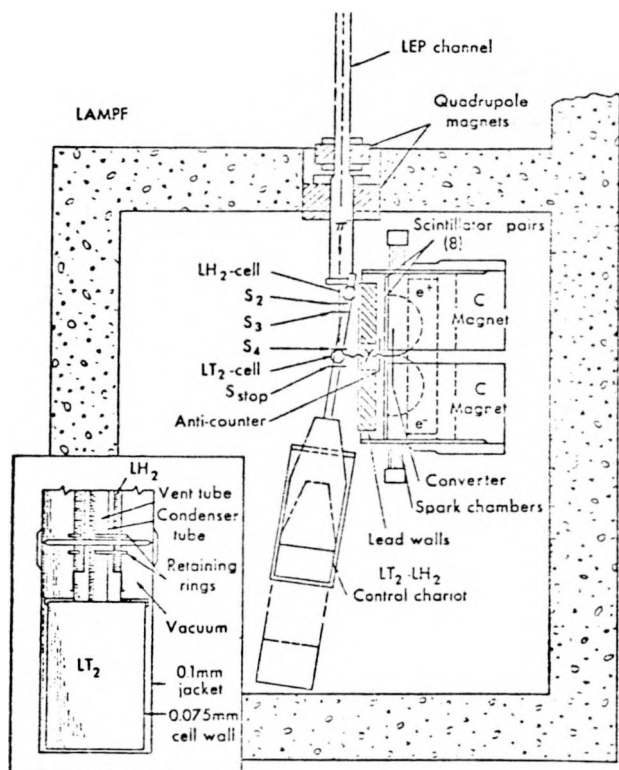 LEP channel
LAMPF
Quadrupole
magnets
π
Scintillator pairs
(8)
LH2-cell
S2
S3
S4
LT2-cell
Sstop
Anti-counter
e+
C
Magnet
γ
C
Magnet
e-
Converter
Spark chambers
Lead walls
LT2-LH2
Control chariot
LH2
Vent tube
Condenser
tube
Retaining
rings
Vacuum
LT2
0.1mm
jacket
0.075mm
cell wall